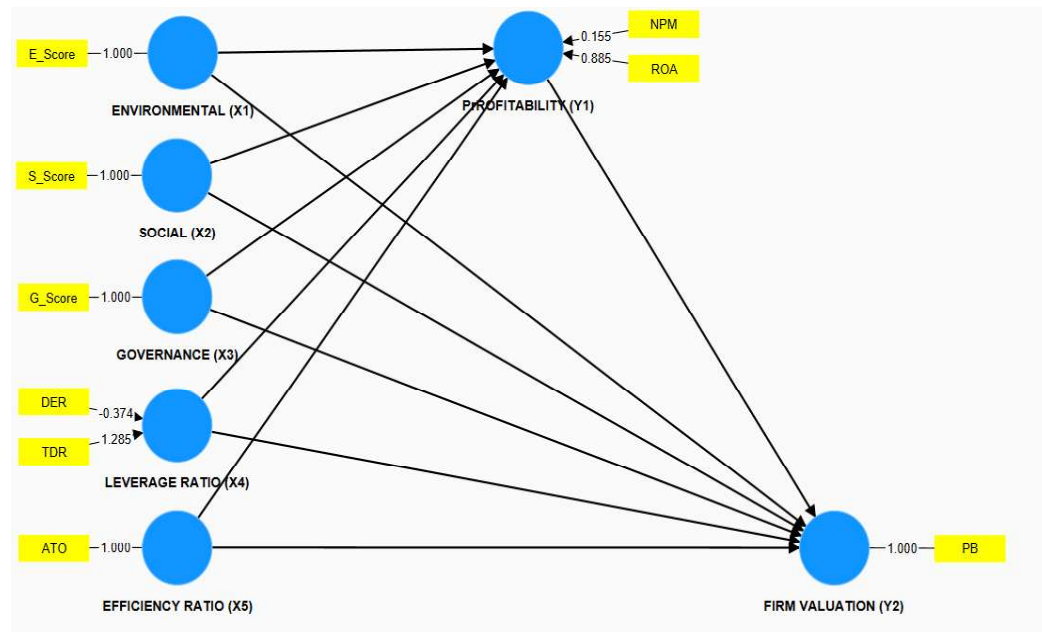 E_Score
1.000
ENVIRONMENTAL (X1)
S_Score
1.000
SOCIAL (X2)
G_Score
1.000
GOVERNANCE (X3)
DER
-0.374
TDR
1.285
LEVERAGE RATIO (X4)
ATO
1.000
EFFICIENCY RATIO (X5)
NPM
0.155
ROA
0.885
PrROFITABILITY (Y1)
1.000
PB
FIRM VALUATION (Y2)